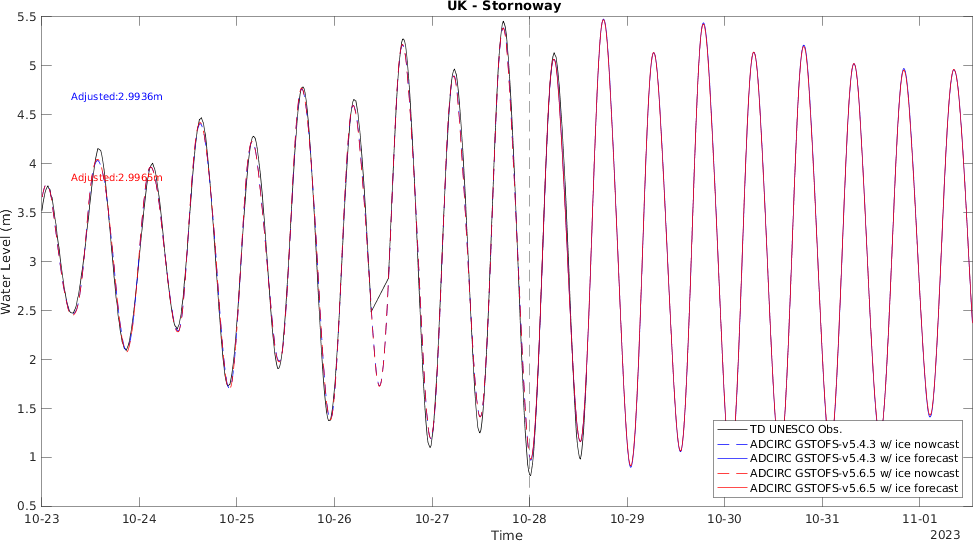 UK - Stornoway
5.5
5
4.5
4
3.5
3
2.5
2
1.5
1
0.5
Water Level (m)
Adjusted:2.9936m
Adjusted:2.9965m
TD UNESCO Obs.
ADCIRC GSTOFS-v5.4.3 w/ ice nowcast
ADCIRC GSTOFS-v5.4.3 w/ ice forecast
ADCIRC GSTOFS-v5.6.5 w/ ice nowcast
ADCIRC GSTOFS-v5.6.5 w/ ice forecast
10-23 10-24 10-25 10-26 10-27 10-28 10-29 10-30 10-31 11-01
Time
2023